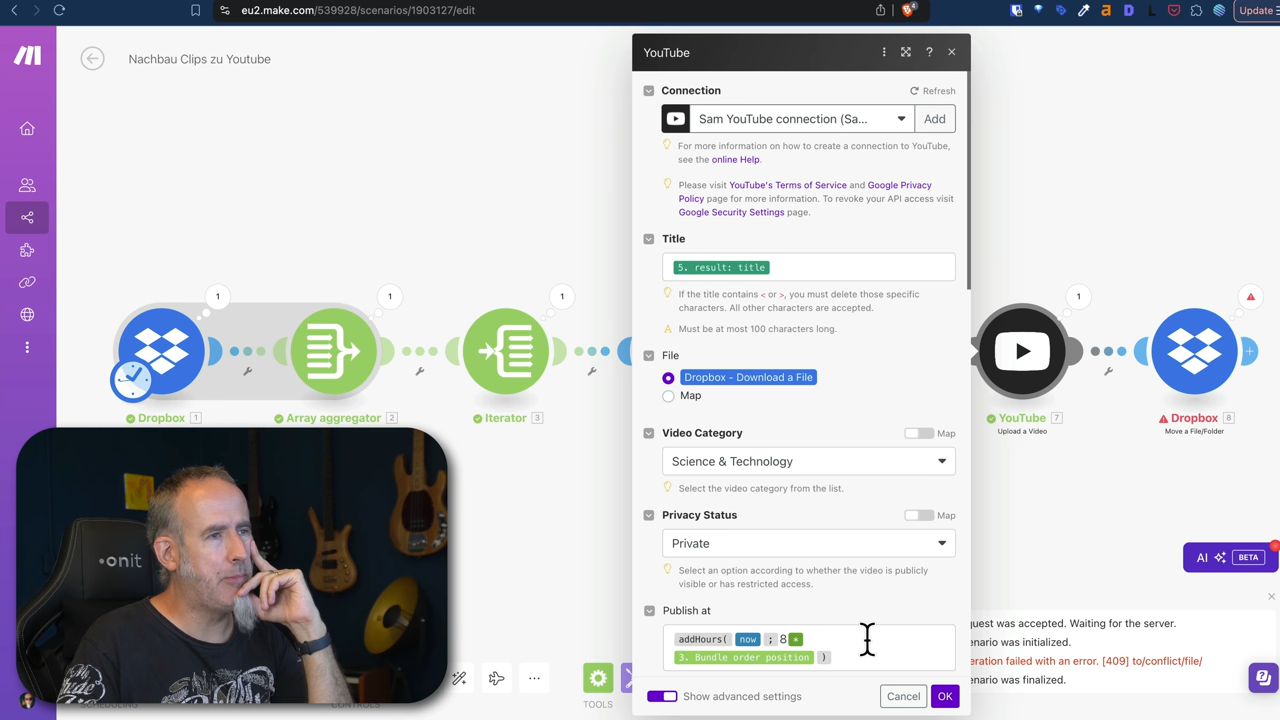 eu2.make.com/539928/scenarios/1903127/edit
4
Update
Nachbau Clips zu Youtube
YouTube
?
Connection
Refresh
Sam YouTube connection (Sa...
Add
For more information on how to create a connection to YouTube,
see the online Help.
Please visit YouTube's Terms of Service and Google Privacy
Policy page for more information. To revoke your API access visit
Google Security Settings page.
Title
5. result: title
If the title contains < or >, you must delete those specific
characters. All other characters are accepted.
Must be at most 100 characters long.
File
Dropbox - Download a File
Map
Video Category
Map
Science & Technology
Select the video category from the list.
Privacy Status
Map
Private
Select an option according to whether the video is publicly
visible or has restricted access.
Publish at
addHours( now ; 8 *
3. Bundle order position )
Show advanced settings
Cancel
OK
1
1
1
1
Dropbox 1
Array aggregator 2
Iterator 3
YouTube 7
Upload a Video
Dropbox 8
Move a File/Folder
onit
AI BETA
quest was accepted. Waiting for the server.
enario was initialized.
eration failed with an error. [409] to/conflict/file/
enario was finalized.
SCHEDULING
CONTROLS
TOOLS